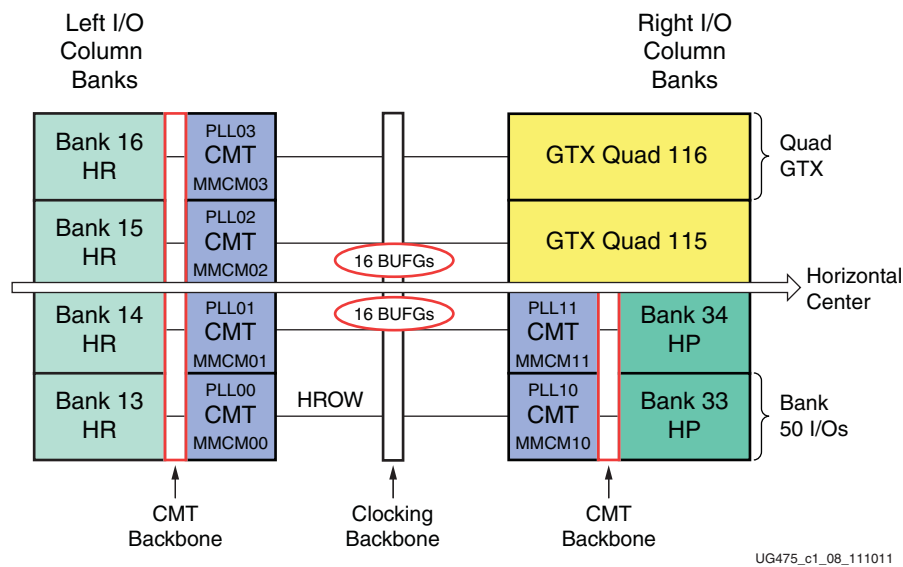 Left I/O
Column
Banks
Right I/O
Column
Banks
Bank 16
HR
PLL03
CMT
MMCM03
GTX Quad 116
Quad
GTX
Bank 15
HR
PLL02
CMT
MMCM02
16 BUFGs
GTX Quad 115
Horizontal
Center
Bank 14
HR
PLL01
CMT
MMCM01
16 BUFGs
PLL11
CMT
MMCM11
Bank 34
HP
Bank 13
HR
PLL00
CMT
MMCM00
HROW
PLL10
CMT
MMCM10
Bank 33
HP
Bank
50 I/Os
CMT
Backbone
Clocking
Backbone
CMT
Backbone
UG475_c1_08_111011